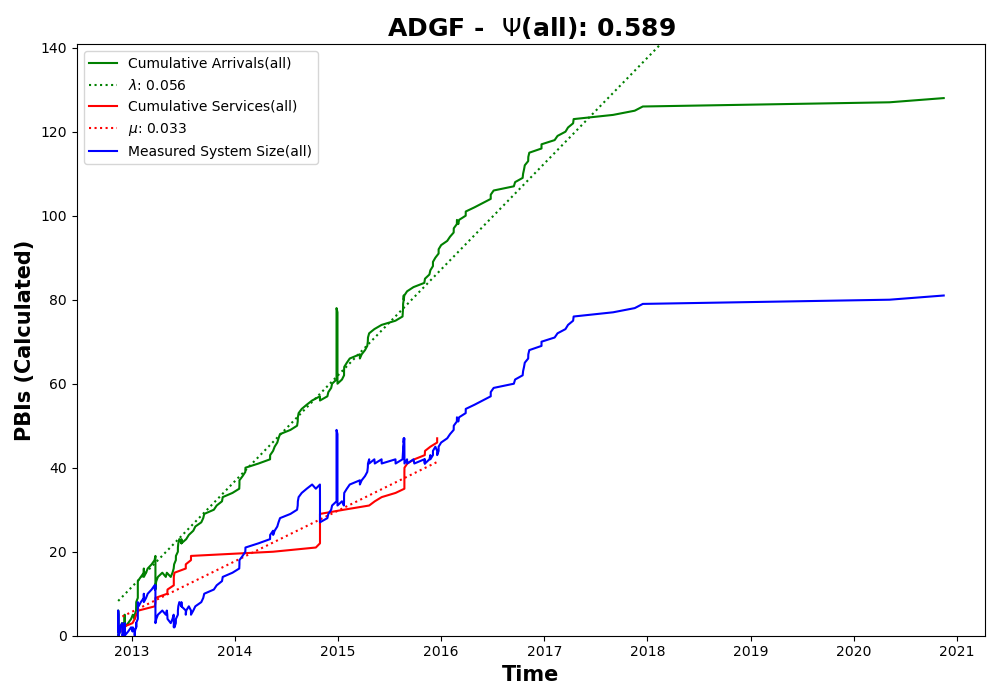 ADGF - Ψ(all): 0.589
Cumulative Arrivals(all)
λ: 0.056
Cumulative Services(all)
μ: 0.033
Measured System Size(all)
PBIs (Calculated)
140
120
100
80
60
40
20
0
2013 2014 2015 2016 2017 2018 2019 2020 2021
Time